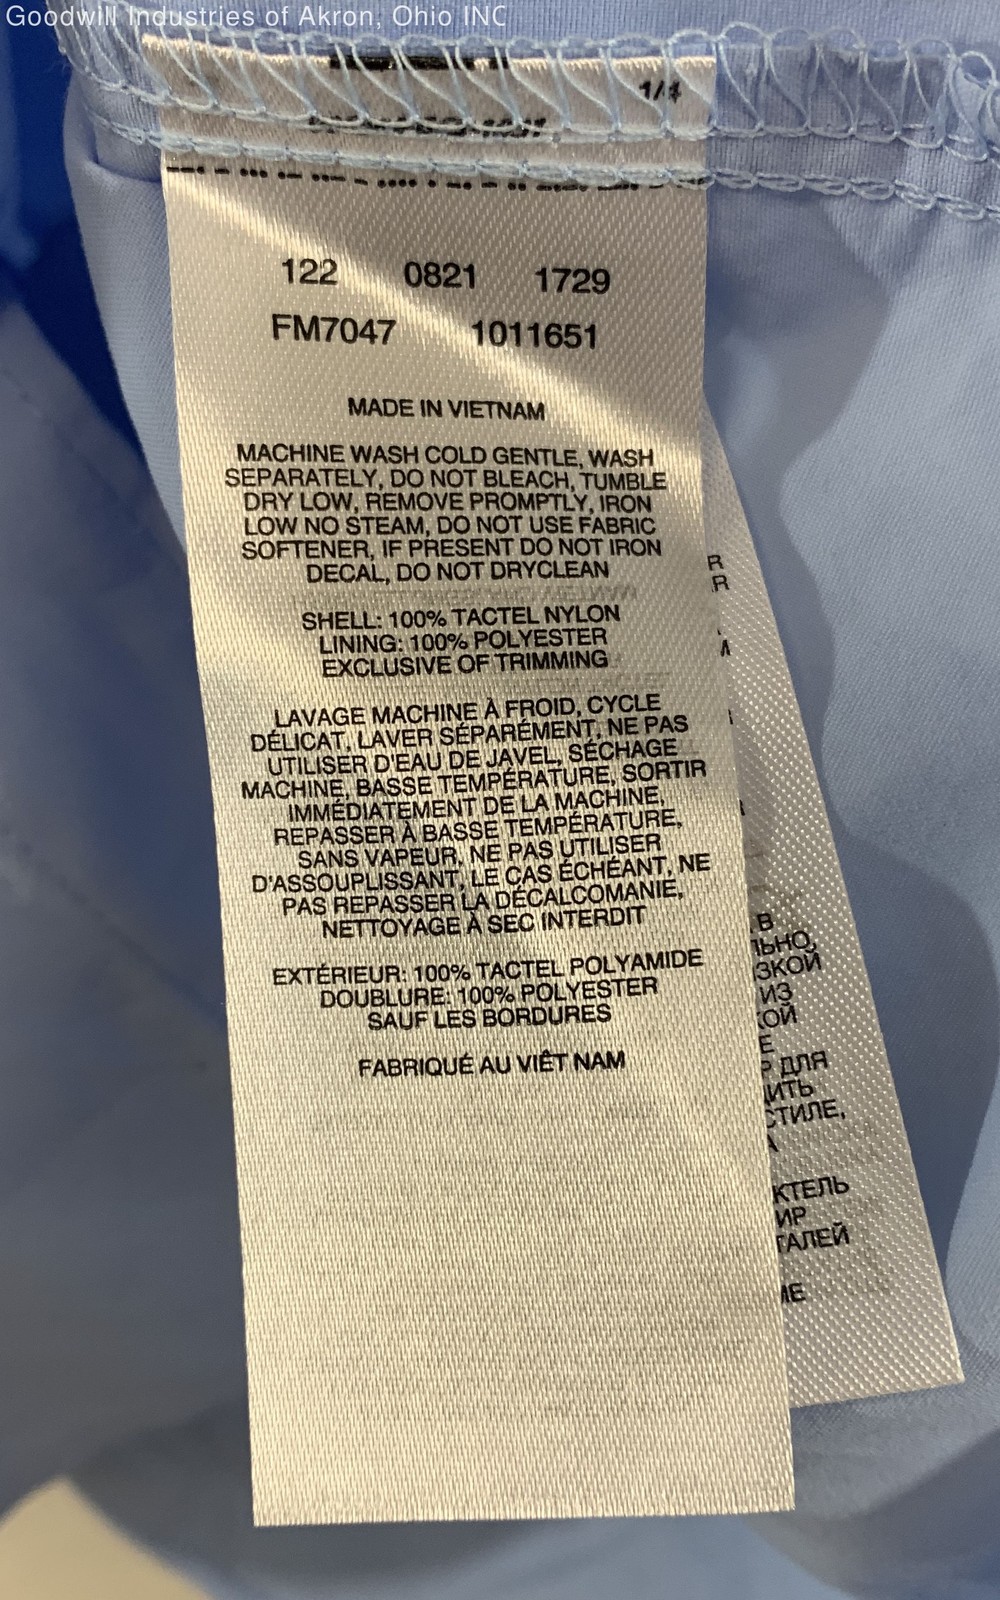 Goodwill Industries of Akron, Ohio INC
1/4
122 0821 1729
FM7047 1011651
MADE IN VIETNAM
MACHINE WASH COLD GENTLE, WASH
SEPARATELY, DO NOT BLEACH, TUMBLE
DRY LOW, REMOVE PROMPTLY, IRON
LOW NO STEAM, DO NOT USE FABRIC
SOFTENER, IF PRESENT DO NOT IRON
DECAL, DO NOT DRYCLEAN
SHELL: 100% TACTEL NYLON
LINING: 100% POLYESTER
EXCLUSIVE OF TRIMMING
LAVAGE MACHINE À FROID, CYCLE
DÉLICAT, LAVER SÉPARÉMENT, NE PAS
UTILISER D'EAU DE JAVEL, SÉCHAGE
MACHINE, BASSE TEMPÉRATURE, SORTIR
IMMÉDIATEMENT DE LA MACHINE,
REPASSER À BASSE TEMPÉRATURE,
SANS VAPEUR, NE PAS UTILISER
D'ASSOUPLISSANT, LE CAS ÉCHÉANT, NE
PAS REPASSER LA DÉCALCOMANIE,
NETTOYAGE À SEC INTERDIT
EXTÉRIEUR: 100% TACTEL POLYAMIDE
DOUBLURE: 100% POLYESTER
SAUF LES BORDURES
FABRIQUÉ AU VIÊT NAM
В
ИЗ
ДЛЯ